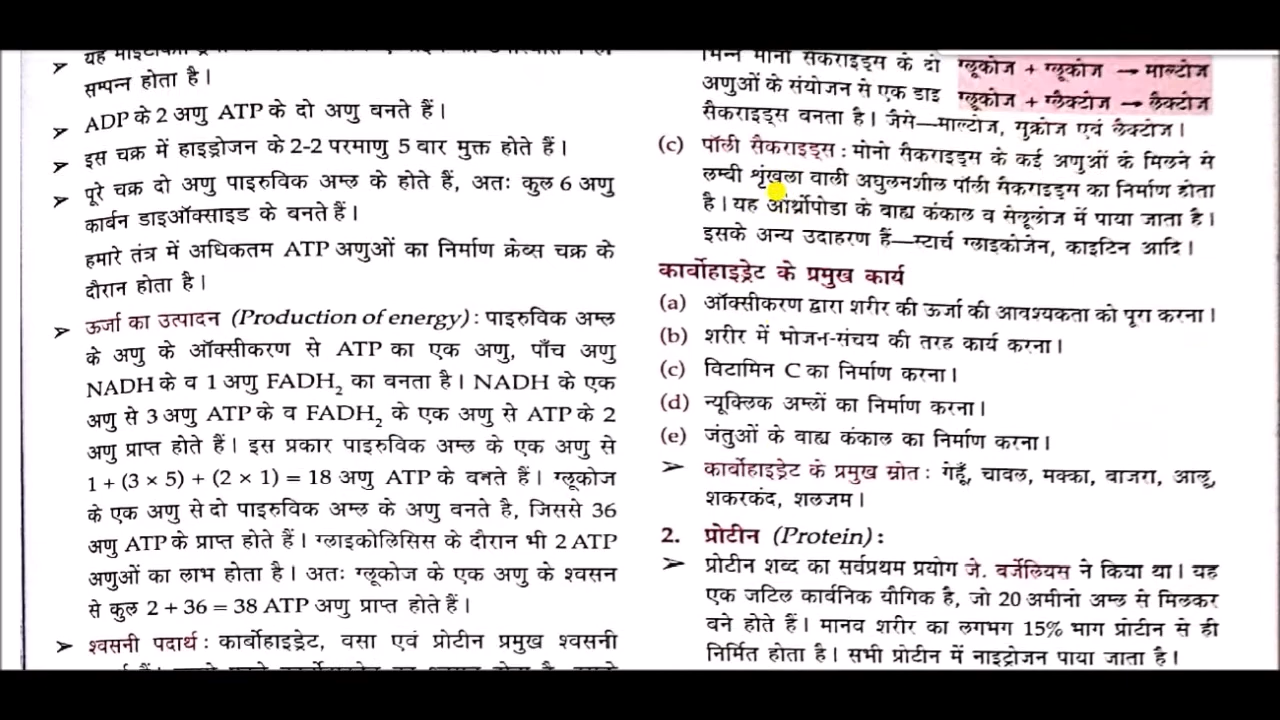 सम्पन्न होता है।
➤ ADP के 2 अणु ATP के दो अणु बनते हैं।
➤ इस चक्र में हाइड्रोजन के 2-2 परमाणु 5 वार मुक्त होते हैं।
➤ पूरे चक्र दो अणु पाइरुविक अम्ल के होते हैं, अतः कुल 6 अणु
कार्वन डाइऑक्साइड के बनते हैं।
हमारे तंत्र में अधिकतम ATP अणुओं का निर्माण क्रेव्स चक्र के
दौरान होता है।
➤ ऊर्जा का उत्पादन (Production of energy) : पाइरुविक अम्ल
के अणु के ऑक्सीकरण से ATP का एक अणु, पाँच अणु
NADH के व 1 अणु FADH₂ का बनता है। NADH के एक
अणु से 3 अणु ATP के व FADH₂ के एक अणु से ATP के 2
अणु प्राप्त होते हैं। इस प्रकार पाइरुविक अम्ल के एक अणु से
1 + (3 × 5) + (2 × 1) = 18 अणु ATP के बनते हैं। ग्लूकोज
के एक अणु से दो पाइरुविक अम्ल के अणु बनते है, जिससे 36
अणु ATP के प्राप्त होते हैं। ग्लाइकोलिसिस के दौरान भी 2 ATP
अणुओं का लाभ होता है। अतः ग्लूकोज के एक अणु के श्वसन
से कुल 2 + 36 = 38 ATP अणु प्राप्त होते हैं।
➤ श्वसनी पदार्थ : कार्बोहाइड्रेट, वसा एवं प्रोटीन प्रमुख श्वसनी
भिन्न मोनो सैकराइड्स के दो
अणुओं के संयोजन से एक डाइ
सैकराइड्स वनता है। जैसे—माल्टोज, सुक्रोज एवं लैक्टोज।
ग्लूकोज + ग्लूकोज → माल्टोज
ग्लूकोज + ग्लैक्टोज → लैक्टोज
(c) पॉली सैकराइड्स : मोनो सैकराइड्स के कई अणुओं के मिलने से
लम्वी शृंखला वाली अघुलनशील पॉली सैकराइड्स का निर्माण होता
है। यह आर्थ्रोपोडा के वाह्य कंकाल व सेलूलोज में पाया जाता है।
इसके अन्य उदाहरण हैं—स्टार्च ग्लाइकोजेन, काइटिन आदि।
कार्वोहाइड्रेट के प्रमुख कार्य
(a) ऑक्सीकरण द्वारा शरीर की ऊर्जा की आवश्यकता को पूरा करना।
(b) शरीर में भोजन-संचय की तरह कार्य करना।
(c) विटामिन C का निर्माण करना।
(d) न्यूक्लिक अम्लों का निर्माण करना।
(e) जंतुओं के वाह्य कंकाल का निर्माण करना।
➤ कार्वोहाइड्रेट के प्रमुख स्रोत : गेहूँ, चावल, मक्का, वाजरा, आलू,
शकरकंद, शलजम।
2. प्रोटीन (Protein) :
➤ प्रोटीन शब्द का सर्वप्रथम प्रयोग जे. वर्जेलियस ने किया था। यह
एक जटिल कार्वनिक यौगिक है, जो 20 अमीनो अम्ल से मिलकर
बने होते हैं। मानव शरीर का लगभग 15% भाग प्रोटीन से ही
निर्मित होता है। सभी प्रोटीन में नाइट्रोजन पाया जाता है।